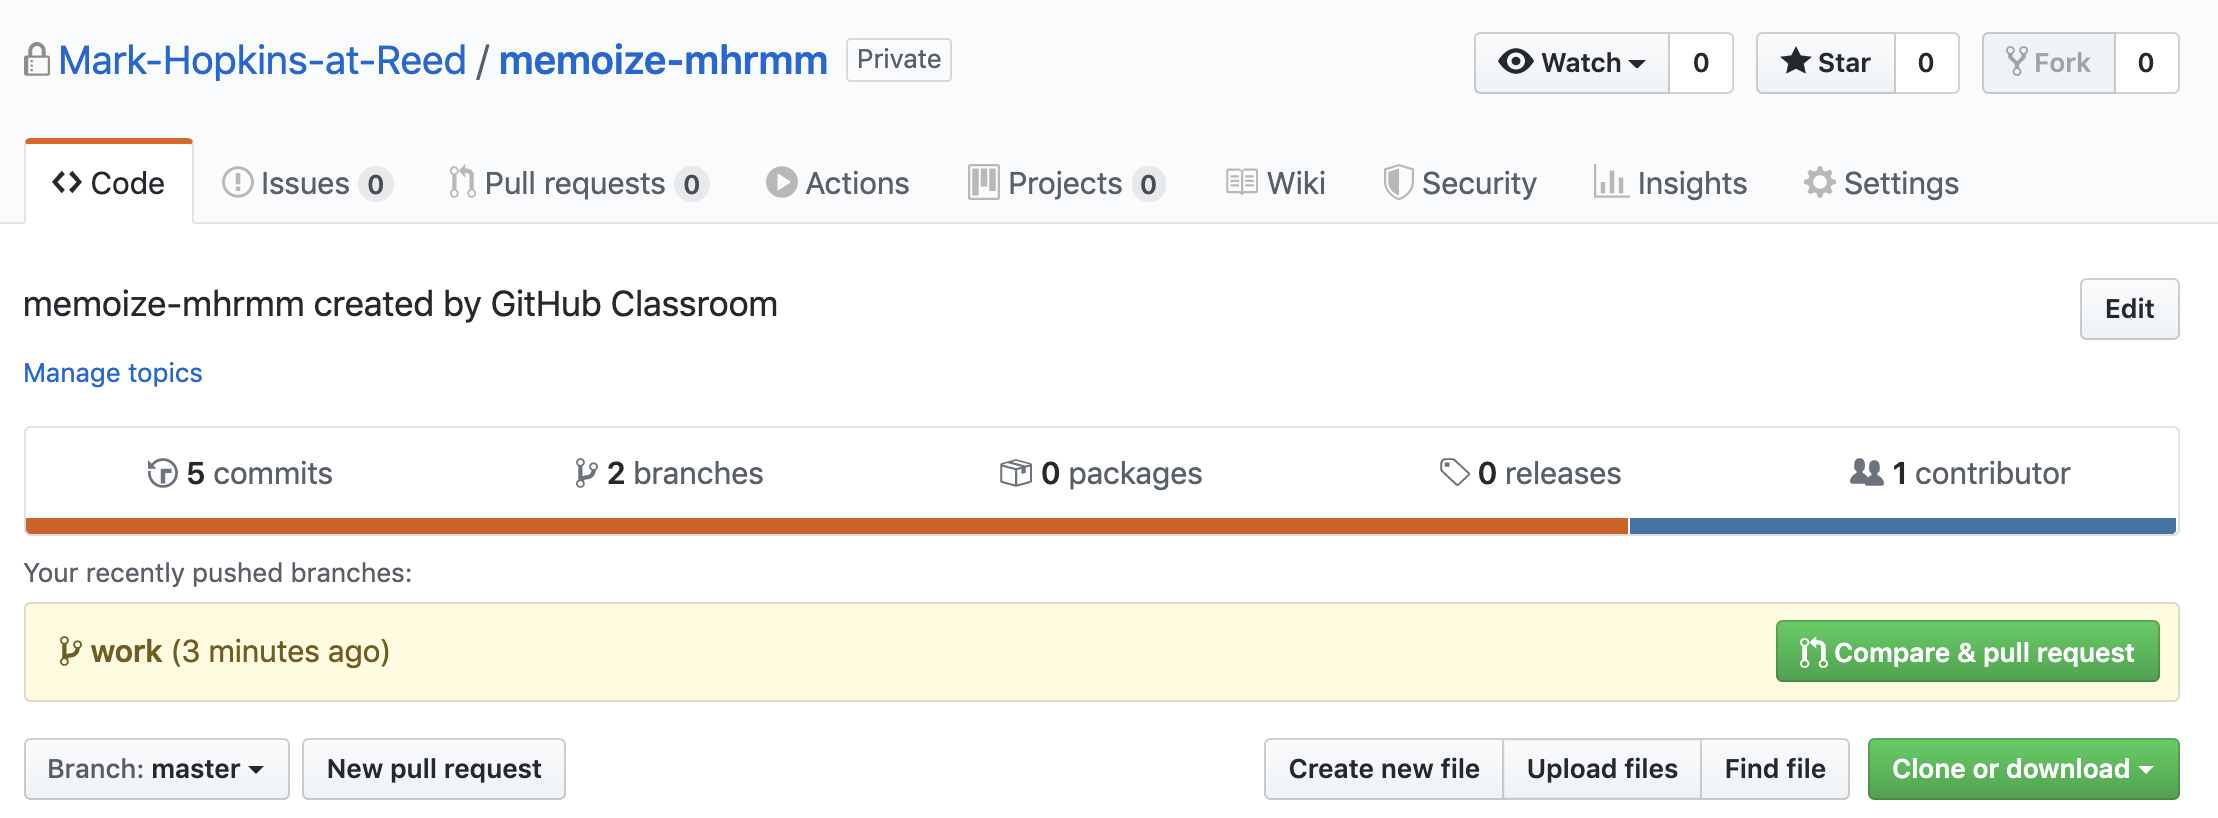 Mark-Hopkins-at-Reed / memoize-mhrmm Private Watch 0 Star 0 Fork 0
Code Issues 0 Pull requests 0 Actions Projects 0 Wiki Security Insights Settings
memoize-mhrmm created by GitHub Classroom Edit
Manage topics
5 commits 2 branches 0 packages 0 releases 1 contributor
Your recently pushed branches:
work (3 minutes ago) Compare & pull request
Branch: master New pull request Create new file Upload files Find file Clone or download